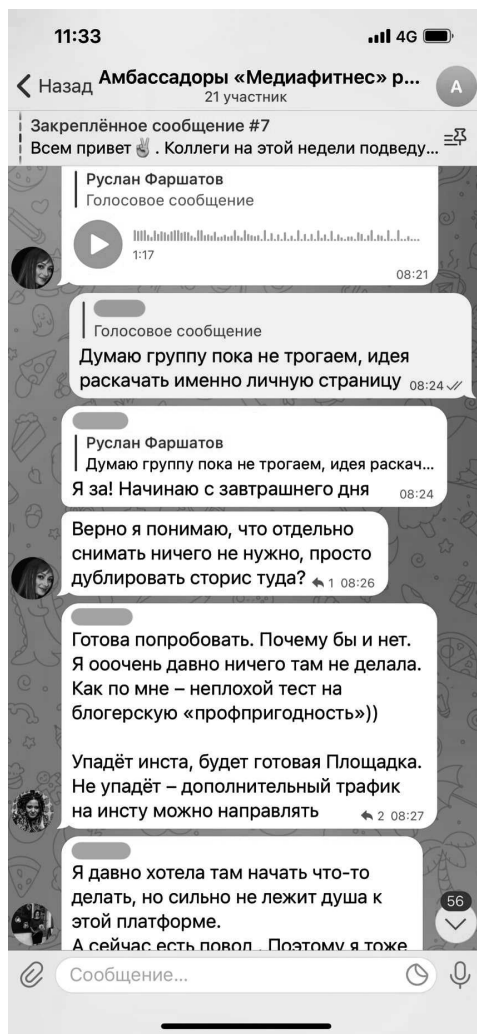 11:33
4G
Назад
Амбассадоры «Медиафитнес» р...
21 участник
А
Закреплённое сообщение #7
Всем привет✌. Коллеги на этой недели подведу...
Руслан Фаршатов
Голосовое сообщение
1:17
08:21
Голосовое сообщение
Думаю группу пока не трогаем, идея
раскачать именно личную страницу 08:24
Руслан Фаршатов
Думаю группу пока не трогаем, идея раскач...
Я за! Начинаю с завтрашнего дня 08:24
Верно я понимаю, что отдельно
снимать ничего не нужно, просто
дублировать сторис туда? 1 08:26
Готова попробовать. Почему бы и нет.
Я ооочень давно ничего там не делала.
Как по мне – неплохой тест на
блогерскую «профпригодность»))
Упадёт инста, будет готовая Площадка.
Не упадёт – дополнительный трафик
на инсту можно направлять 2 08:27
Я давно хотела там начать что-то
делать, но сильно не лежит душа к
этой платформе.
А сейчас есть повод . Поэтому я тоже
56
Сообщение...